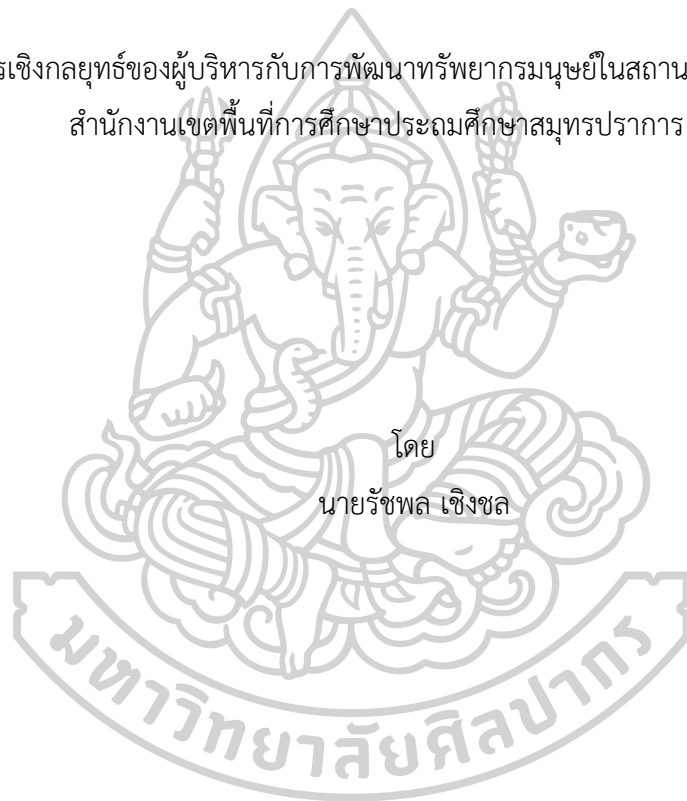 รเชิงกลยุทธ์ของผู้บริหารกับการพัฒนาทรัพยากรมนุษย์ในสถาน
สำนักงานเขตพื้นที่การศึกษาประถมศึกษาสมุทรปราการ
โดย
นายรัชพล เชิงชล
มหาวิทยาลัยศิลปากร